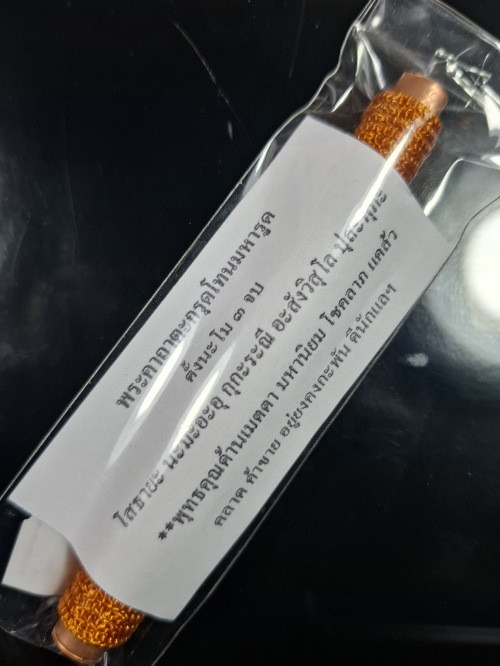 พระคาถาตะกรุดโทนมหารูด
ตั้งนะโม ๓ จบ
โสธายะ นะมะอะอุ กุกะระณี อะสังวิสุโล ปุสะภุกะ
**พุทธคุณด้านเมตตา มหานิยม โชคลาภ แคล้ว
คลาด ค้าขาย อยู่ยงคงกะพัน ดีนักแลฯ